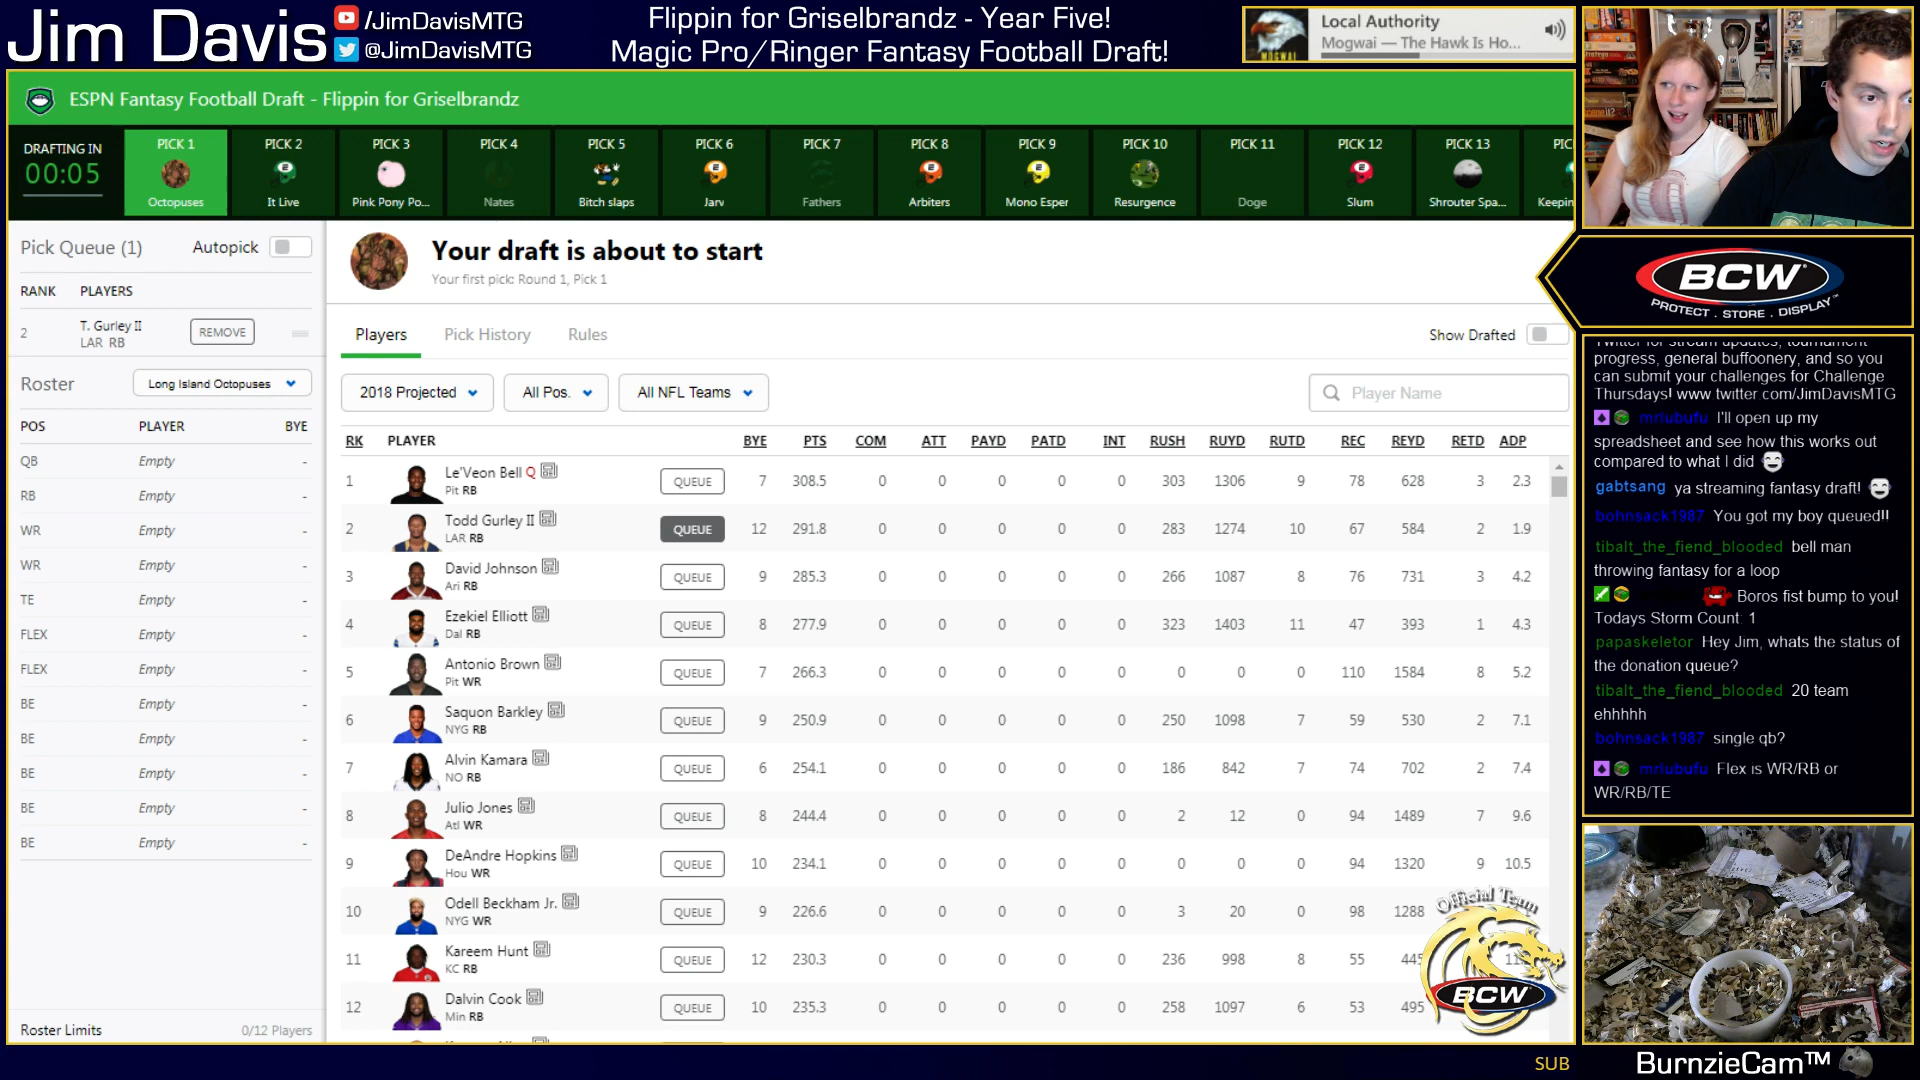 Jim Davis
/JimDavisMTG
@JimDavisMTG
Flippin for Griselbrandz - Year Five!
Magic Pro/Ringer Fantasy Football Draft!
Local Authority
Mogwai — The Hawk Is Ho...
MOGWAI
ESPN Fantasy Football Draft - Flippin for Griselbrandz
DRAFTING IN
00:05
PICK 1 Octopuses
PICK 2 It Live
PICK 3 Pink Pony Po...
PICK 4 Nates
PICK 5 Bitch slaps
PICK 6 Jarv
PICK 7 Fathers
PICK 8 Arbiters
PICK 9 Mono Esper
PICK 10 Resurgence
PICK 11 Doge
PICK 12 Slum
PICK 13 Shrouter Spa...
PIC Keepin
Pick Queue (1) Autopick
RANK PLAYERS
2 T. Gurley II REMOVE
LAR RB
Roster Long Island Octopuses
POS PLAYER BYE
QB Empty -
RB Empty -
WR Empty -
WR Empty -
TE Empty -
FLEX Empty -
FLEX Empty -
BE Empty -
BE Empty -
BE Empty -
BE Empty -
BE Empty -
Roster Limits 0/12 Players
Your draft is about to start
Your first pick: Round 1, Pick 1
Players Pick History Rules
Show Drafted
2018 Projected All Pos. All NFL Teams
Player Name
RK PLAYER BYE PTS COM ATT PAYD PATD INT RUSH RUYD RUTD REC REYD RETD ADP
1 Le'Veon Bell Q Pit RB QUEUE 7 308.5 0 0 0 0 0 303 1306 9 78 628 3 2.3
2 Todd Gurley II LAR RB QUEUE 12 291.8 0 0 0 0 0 283 1274 10 67 584 2 1.9
3 David Johnson Ari RB QUEUE 9 285.3 0 0 0 0 0 266 1087 8 76 731 3 4.2
4 Ezekiel Elliott Dal RB QUEUE 8 277.9 0 0 0 0 0 323 1403 11 47 393 1 4.3
5 Antonio Brown Pit WR QUEUE 7 266.3 0 0 0 0 0 0 0 0 110 1584 8 5.2
6 Saquon Barkley NYG RB QUEUE 9 250.9 0 0 0 0 0 250 1098 7 59 530 2 7.1
7 Alvin Kamara NO RB QUEUE 6 254.1 0 0 0 0 0 186 842 7 74 702 2 7.4
8 Julio Jones Atl WR QUEUE 8 244.4 0 0 0 0 0 2 12 0 94 1489 7 9.6
9 DeAndre Hopkins Hou WR QUEUE 10 234.1 0 0 0 0 0 0 0 0 94 1320 9 10.5
10 Odell Beckham Jr. NYG WR QUEUE 9 226.6 0 0 0 0 0 3 20 0 98 1288
11 Kareem Hunt KC RB QUEUE 12 230.3 0 0 0 0 0 236 998 8 55 445
12 Dalvin Cook Min RB QUEUE 10 235.3 0 0 0 0 0 258 1097 6 53 495
Official Team
BCW
SUB
BCW
PROTECT . STORE . DISPLAY™
Twitter for stream updates, tournament
progress, general buffoonery, and so you
can submit your challenges for Challenge
Thursdays! www twitter com/JimDavisMTG
mriubufu I'll open up my
spreadsheet and see how this works out
compared to what I did
gabtsang ya streaming fantasy draft!
bohnsack1987 You got my boy queued!!
tibalt_the_fiend_blooded bell man
throwing fantasy for a loop
Boros fist bump to you!
Todays Storm Count: 1
papaskeletor Hey Jim, whats the status of
the donation queue?
tibalt_the_fiend_blooded 20 team
ehhhhh
bohnsack1987 single qb?
mriubufu Flex is WR/RB or
WR/RB/TE
BurnzieCam™